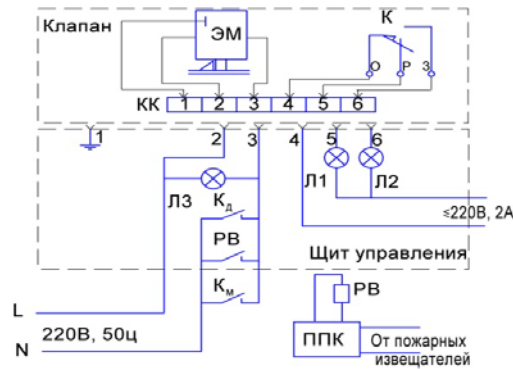 Клапан
ЭМ
К
О Р З
КК 1 2 3 4 5 6
1 2 3 4 5 6
Л3 Л1 Л2
Кд
РВ
Км
≤220В, 2А
Щит управления
L
220В, 50ц
N
РВ
ППК
От пожарных
извещателей